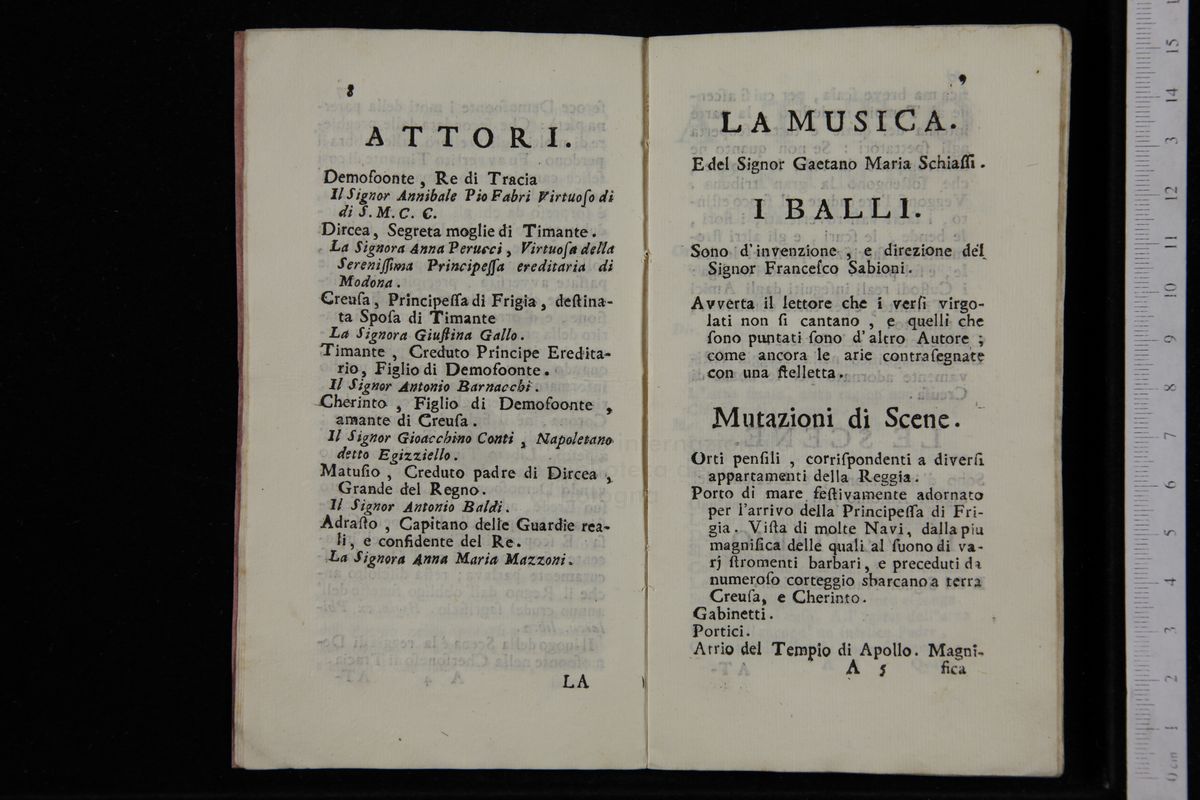 8
ATTORI.
Demofoonte, Re di Tracia
Il Signor Annibale Pio Fabri Virtuoſo di
di S. M. C. C.
Dircea, Segreta moglie di Timante.
La Signora Anna Perucci, Virtuoſa della
Sereniſſima Principeſſa ereditaria di
Modona.
Creuſa, Principeſſa di Frigia, deſtina-
ta Spoſa di Timante
La Signora Giuſtina Gallo.
Timante, Creduto Principe Eredita-
rio, Figlio di Demofoonte.
Il Signor Antonio Barnacchi.
Cherinto, Figlio di Demofoonte,
amante di Creuſa.
Il Signor Gioacchino Conti, Napoletano
detto Egizziello.
Matuſio, Creduto padre di Dircea,
Grande del Regno.
Il Signor Antonio Baldi.
Adraſto, Capitano delle Guardie rea-
li, e confidente del Re.
La Signora Anna Maria Mazzoni.
LA
9
LA MUSICA.
E del Signor Gaetano Maria Schiaſſi.
I BALLI.
Sono d'invenzione, e direzione del
Signor Franceſco Sabioni.
Avverta il lettore che i verſi virgo-
lati non ſi cantano, e quelli che
ſono puntati ſono d'altro Autore;
come ancora le arie contraſegnate
con una ſtelletta.
Mutazioni di Scene.
Orti penſili, corriſpondenti a diverſi
appartamenti della Reggia.
Porto di mare feſtivamente adornato
per l'arrivo della Principeſſa di Fri-
gia. Viſta di molte Navi, dalla piu
magnifica delle quali al ſuono di va-
rj ſtromenti barbari, e preceduti da
numeroſo corteggio sbarcano a terra
Creuſa, e Cherinto.
Gabinetti.
Portici.
Atrio del Tempio di Apollo. Magni-
A 5 fica